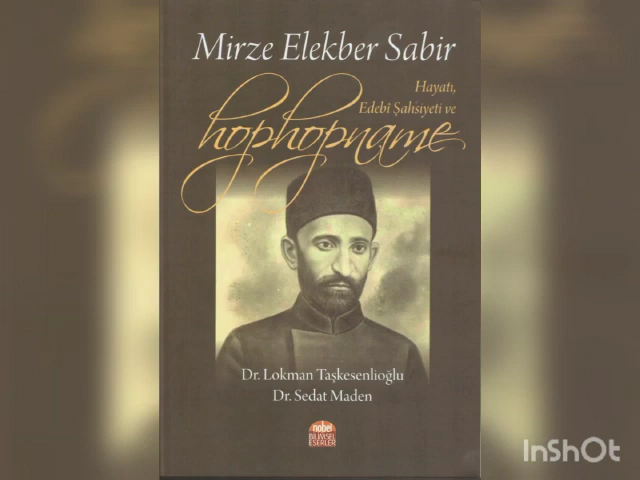 Mirze Elekber Sabir
Hayatı,
Edebî Şahsiyeti ve
hophopname
Dr. Lokman Taşkesenlioğlu
Dr. Sedat Maden
nobel
BİLİMSEL
ESERLER
InShOt